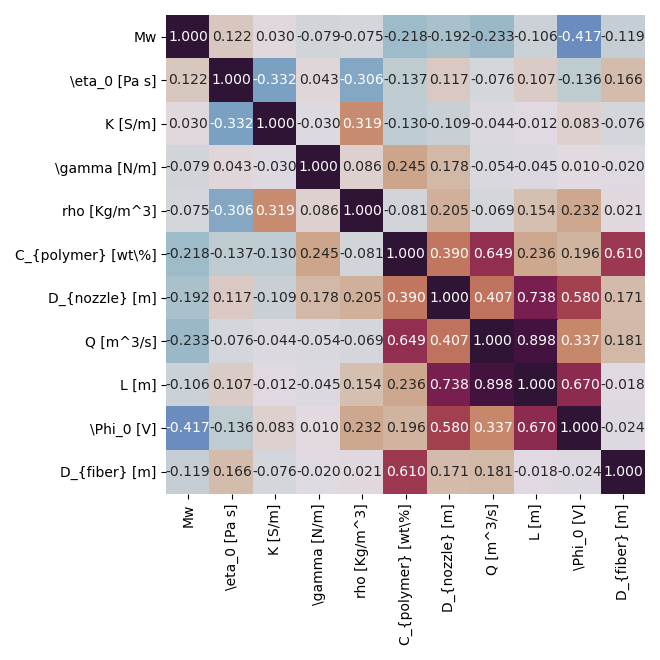 Mw 1.000 0.122 0.030 -0.079 -0.075 -0.218 -0.192 -0.233 -0.106 -0.417 -0.119
\eta_0 [Pa s] 0.122 1.000 -0.332 0.043 -0.306 -0.137 0.117 -0.076 0.107 -0.136 0.166
K [S/m] 0.030 -0.332 1.000 -0.030 0.319 -0.130 -0.109 -0.044 -0.012 0.083 -0.076
\gamma [N/m] -0.079 0.043 -0.030 1.000 0.086 0.245 0.178 -0.054 -0.045 0.010 -0.020
rho [Kg/m^3] -0.075 -0.306 0.319 0.086 1.000 -0.081 0.205 -0.069 0.154 0.232 0.021
C_{polymer} [wt\%] -0.218 -0.137 -0.130 0.245 -0.081 1.000 0.390 0.649 0.236 0.196 0.610
D_{nozzle} [m] -0.192 0.117 -0.109 0.178 0.205 0.390 1.000 0.407 0.738 0.580 0.171
Q [m^3/s] -0.233 -0.076 -0.044 -0.054 -0.069 0.649 0.407 1.000 0.898 0.337 0.181
L [m] -0.106 0.107 -0.012 -0.045 0.154 0.236 0.738 0.898 1.000 0.670 -0.018
\Phi_0 [V] -0.417 -0.136 0.083 0.010 0.232 0.196 0.580 0.337 0.670 1.000 -0.024
D_{fiber} [m] -0.119 0.166 -0.076 -0.020 0.021 0.610 0.171 0.181 -0.018 -0.024 1.000
Mw
\eta_0 [Pa s]
K [S/m]
\gamma [N/m]
rho [Kg/m^3]
C_{polymer} [wt\%]
D_{nozzle} [m]
Q [m^3/s]
L [m]
\Phi_0 [V]
D_{fiber} [m]